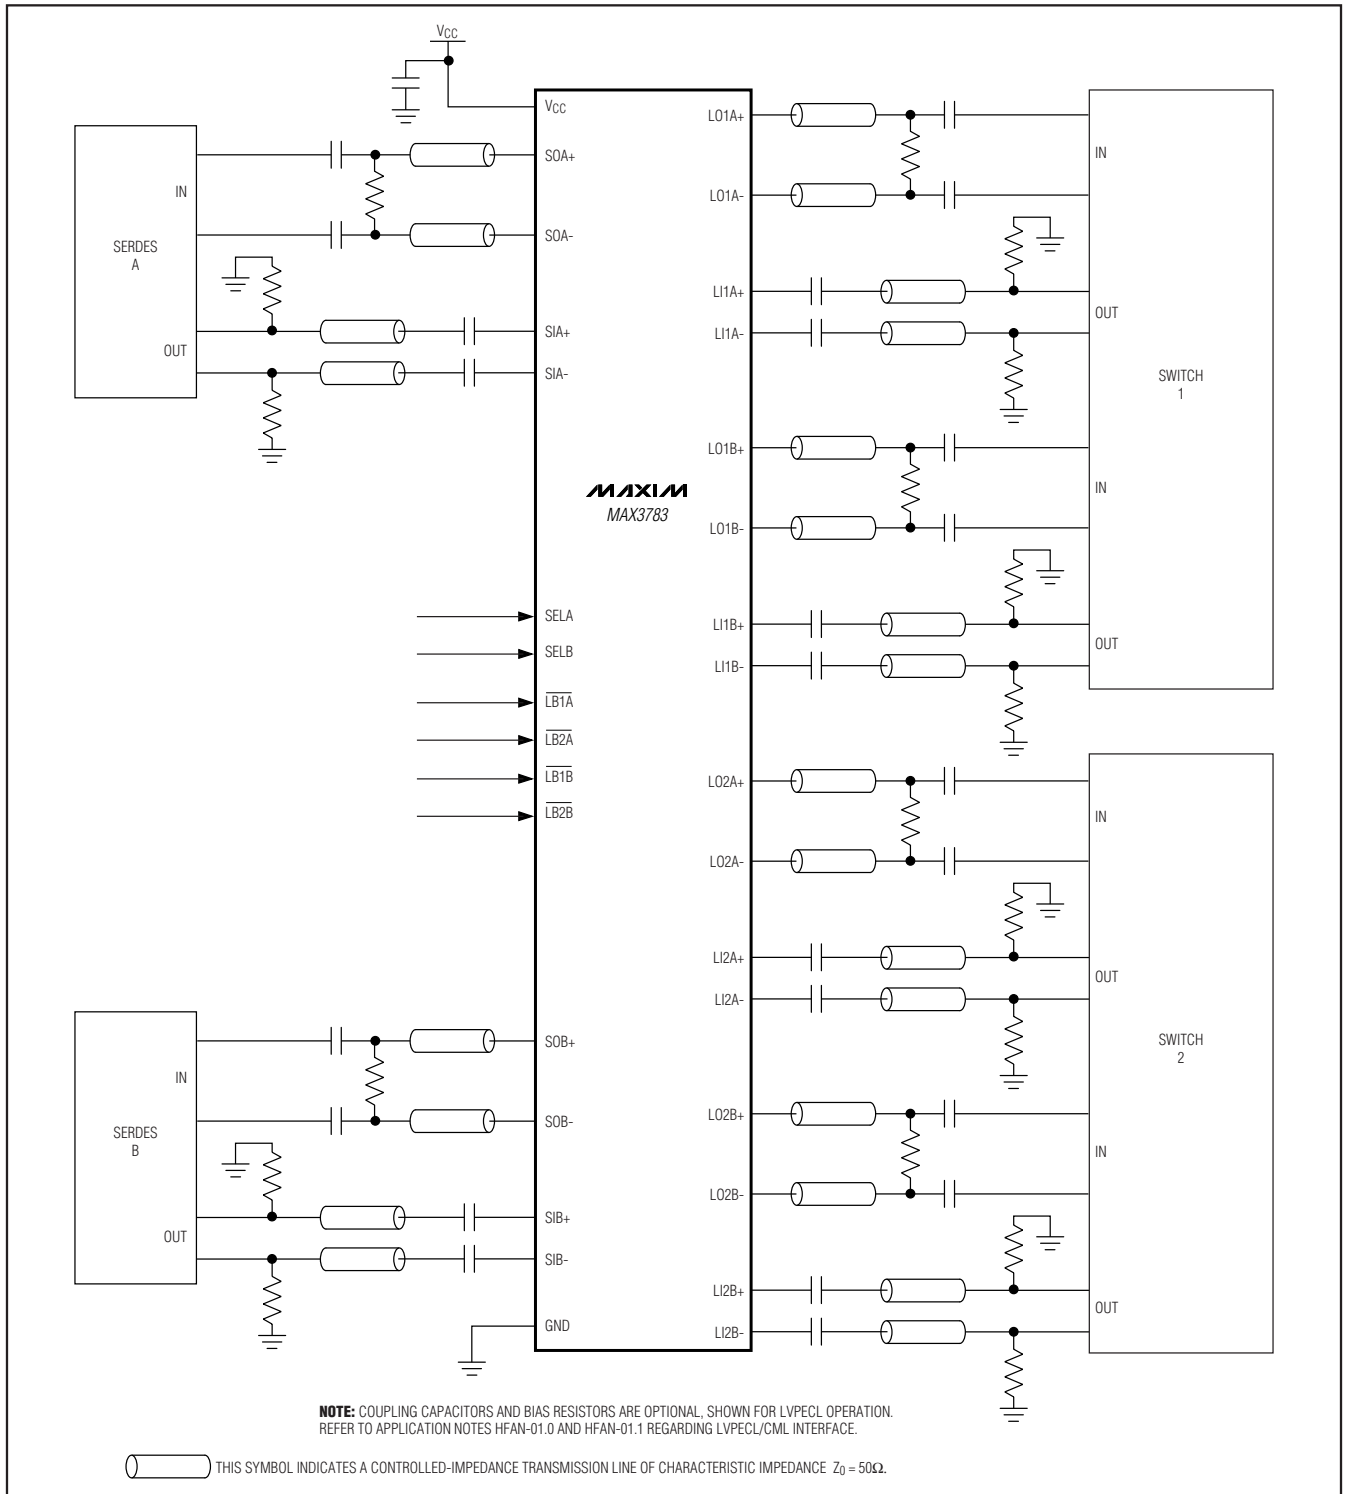 VCC
VCC
SOA+
SOA-
SIA+
SIA-
IN
SERDES
A
OUT
MAXIM
MAX3783
SELA
SELB
LB1A
LB2A
LB1B
LB2B
SOB+
SOB-
SIB+
SIB-
GND
IN
SERDES
B
OUT
LO1A+
LO1A-
LI1A+
LI1A-
LO1B+
LO1B-
LI1B+
LI1B-
LO2A+
LO2A-
LI2A+
LI2A-
LO2B+
LO2B-
LI2B+
LI2B-
IN
OUT
SWITCH
1
IN
OUT
IN
OUT
SWITCH
2
IN
OUT
NOTE: COUPLING CAPACITORS AND BIAS RESISTORS ARE OPTIONAL, SHOWN FOR LVPECL OPERATION.
REFER TO APPLICATION NOTES HFAN-01.0 AND HFAN-01.1 REGARDING LVPECL/CML INTERFACE.
THIS SYMBOL INDICATES A CONTROLLED-IMPEDANCE TRANSMISSION LINE OF CHARACTERISTIC IMPEDANCE Z0 = 50Ω.